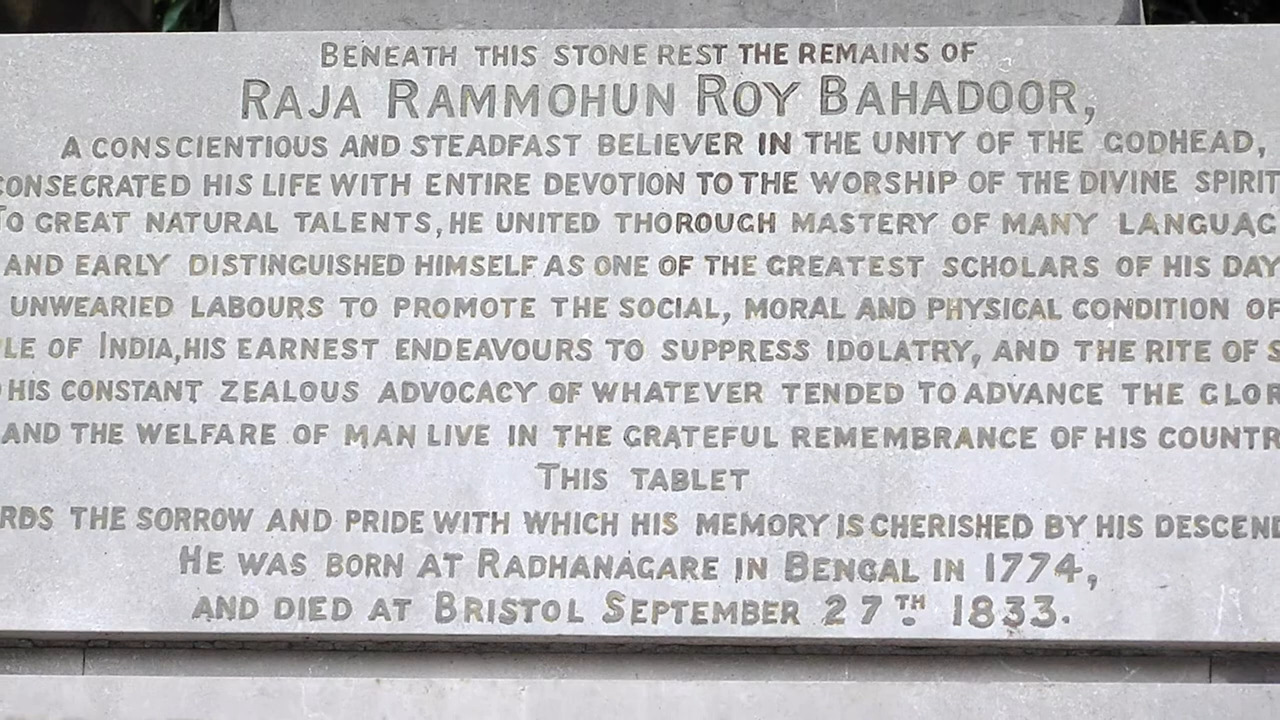 BENEATH THIS STONE REST THE REMAINS OF
RAJA RAMMOHUN ROY BAHADOOR,
A CONSCIENTIOUS AND STEADFAST BELIEVER IN THE UNITY OF THE GODHEAD,
CONSECRATED HIS LIFE WITH ENTIRE DEVOTION TO THE WORSHIP OF THE DIVINE SPIRIT
TO GREAT NATURAL TALENTS, HE UNITED THOROUGH MASTERY OF MANY
AND EARLY DISTINGUISHED HIMSELF AS ONE OF THE GREATEST SCHOLARS OF HIS DAY
UNWEARIED LABOURS TO PROMOTE THE SOCIAL, MORAL AND PHYSICAL CONDITION OF
OF INDIA, HIS EARNEST ENDEAVOURS TO SUPPRESS IDOLATRY, AND THE RITE OF
HIS CONSTANT ZEALOUS ADVOCACY OF WHATEVER TENDED TO ADVANCE THE
AND THE WELFARE OF MAN LIVE IN THE GRATEFUL REMEMBRANCE OF HIS
THIS TABLET
THE SORROW AND PRIDE WITH WHICH HIS MEMORY IS CHERISHED BY HIS
HE WAS BORN AT RADHANAGARE IN BENGAL IN 1774,
AND DIED AT BRISTOL SEPTEMBER 27TH 1833.